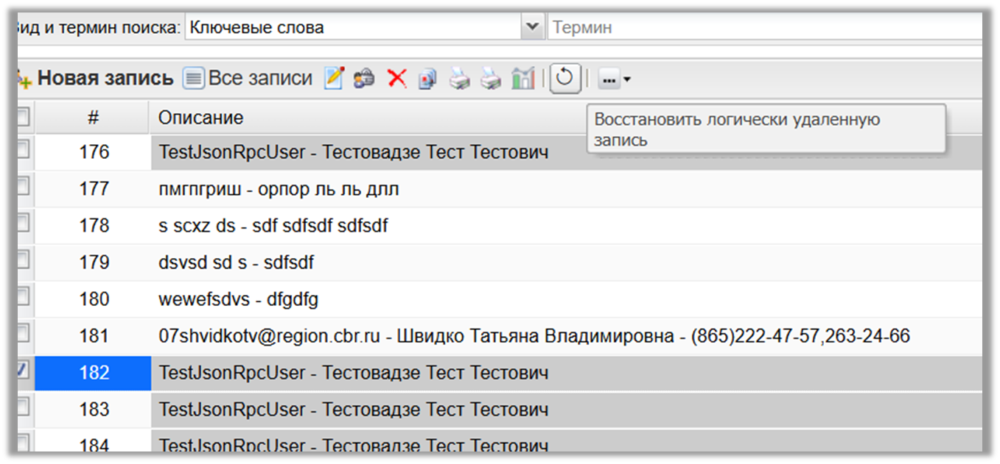 Вид и термин поиска: Ключевые слова Термин
Новая запись Все записи ...
# Описание
Восстановить логически удаленную
запись
176 TestJsonRpcUser - Тестовадзе Тест Тестович
177 пмгпгриш - орпор ль ль длл
178 s scxz ds - sdf sdfsdf sdfsdf
179 dsvsd sd s - sdfsdf
180 wewefsdvs - dfgdfg
181 07shvidkotv@region.cbr.ru - Швидко Татьяна Владимировна - (865)222-47-57,263-24-66
182 TestJsonRpcUser - Тестовадзе Тест Тестович
183 TestJsonRpcUser - Тестовадзе Тест Тестович
184 TestJsonRpcUser - Тестовадзе Тест Тестович